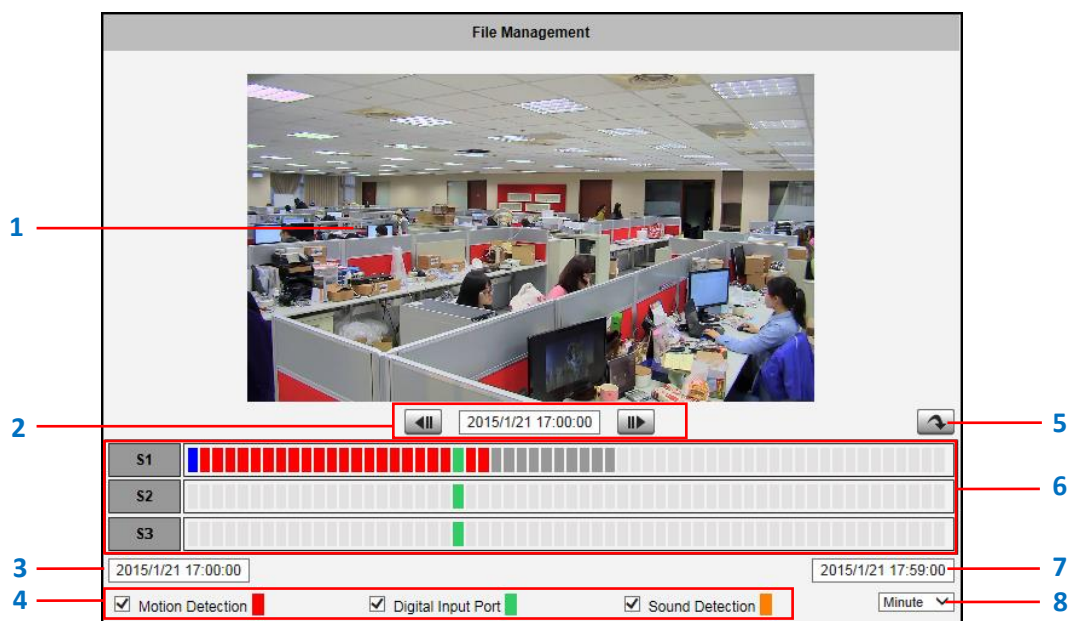 File Management
1
2
2015/1/21 17:00:00
5
S1
S2
6
S3
3
2015/1/21 17:00:00
2015/1/21 17:59:00
7
4
Motion Detection
Digital Input Port
Sound Detection
Minute
8